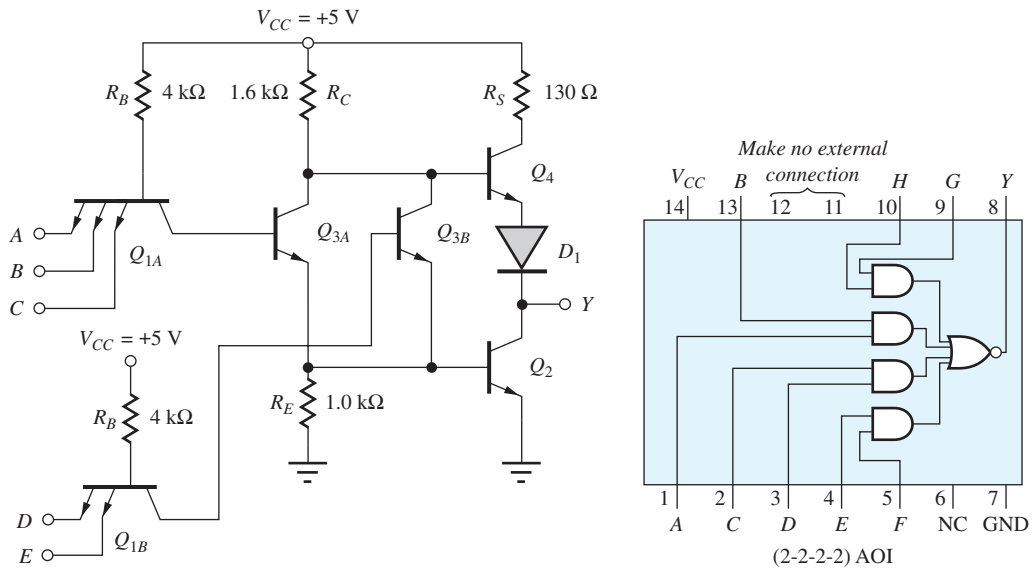 V_CC = +5 V
R_B 4 kΩ 1.6 kΩ R_C R_S 130 Ω
Q_4
A
B
C
Q_1A
Q_3A
Q_3B
D_1
Y
V_CC = +5 V
R_B 4 kΩ
R_E 1.0 kΩ
Q_2
D
E
Q_1B
Make no external
connection
V_CC B H G Y
14 13 12 11 10 9 8
1 2 3 4 5 6 7
A C D E F NC GND
(2-2-2-2) AOI